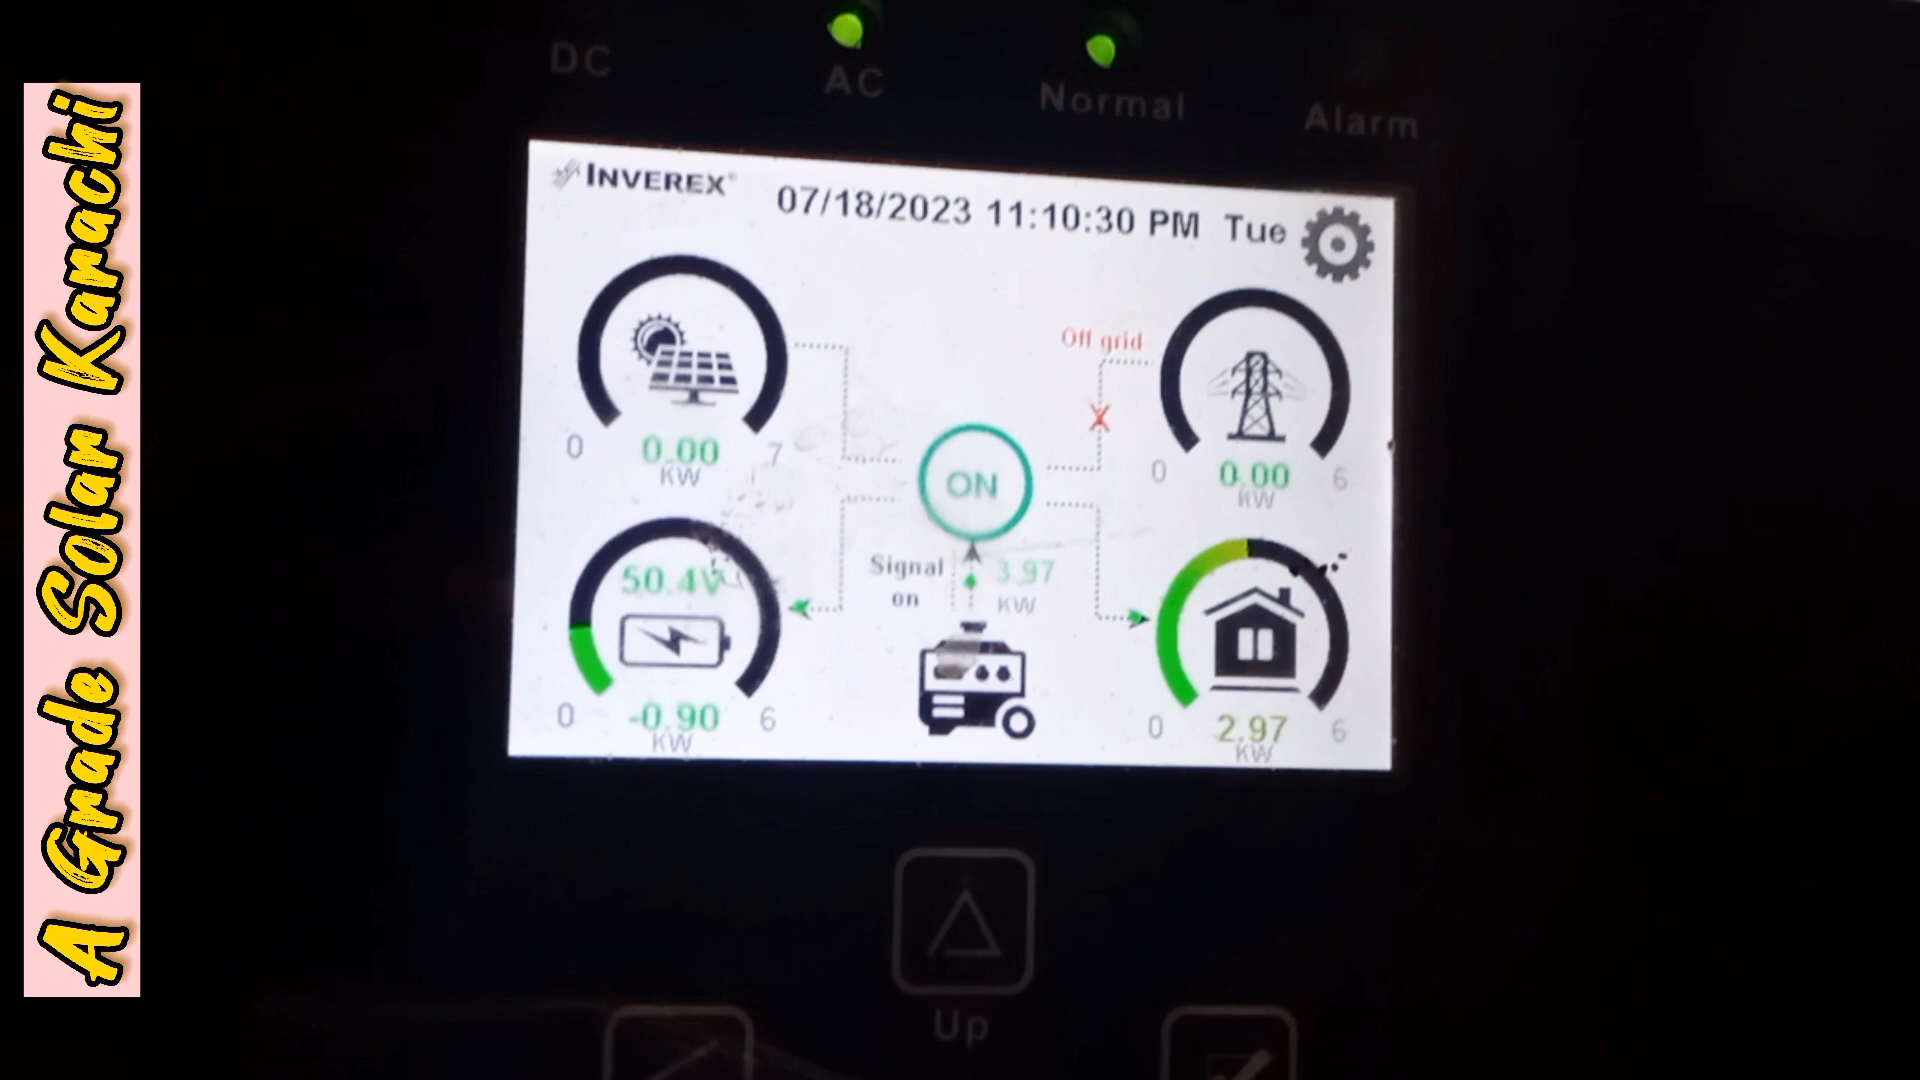 A Grade Solar Karachi
DC
AC
Normal
Alarm
INVEREX
07/18/2023 11:10:30 PM Tue
Off grid
0
0.00
7
KW
ON
0
0.00
6
KW
50.4V
Signal
on
3.97
KW
0
-0.90
6
KW
0
2.97
6
KW
Up